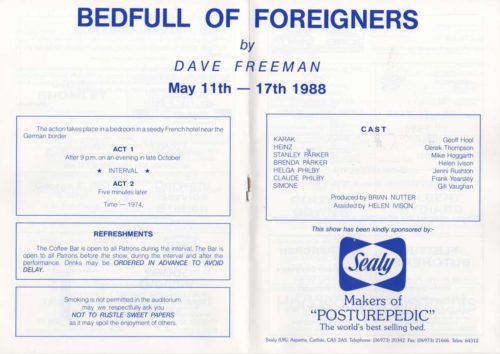 BEDFULL OF FOREIGNERS
by
DAVE FREEMAN
May 11th — 17th 1988
The action takes place in a bedroom in a seedy French hotel near the
German border
ACT 1
After 9 p.m. on an evening in late October
★ INTERVAL ★
ACT 2
Five minutes later
Time — 1974.
REFRESHMENTS
The Coffee Bar is open to all Patrons during the interval. The Bar is
open to all Patrons before the show, during the interval and after the
performance. Drinks may be ORDERED IN ADVANCE TO AVOID
DELAY.
Smoking is not permitted in the auditorium
may we respectfully ask you
NOT TO RUSTLE SWEET PAPERS
as it may spoil the enjoyment of others.
CAST
KARAK Geoff Hool
HEINZ Derek Thompson
STANLEY PARKER Mike Hoggarth
BRENDA PARKER Helen Ivison
HELGA PHILBY Jenni Rushton
CLAUDE PHILBY Frank Yearsley
SIMONE Gill Vaughan
Produced by BRIAN NUTTER
Assisted by HELEN IVISON
This show has been kindly sponsored by:-
Sealy
Makers of
"POSTUREPEDIC"
The world's best selling bed.
Sealy (UK), Aspatria, Carlisle, CA5 2AS Telephone: (06973) 20342 Fax: (06973) 21666 Telex 64312